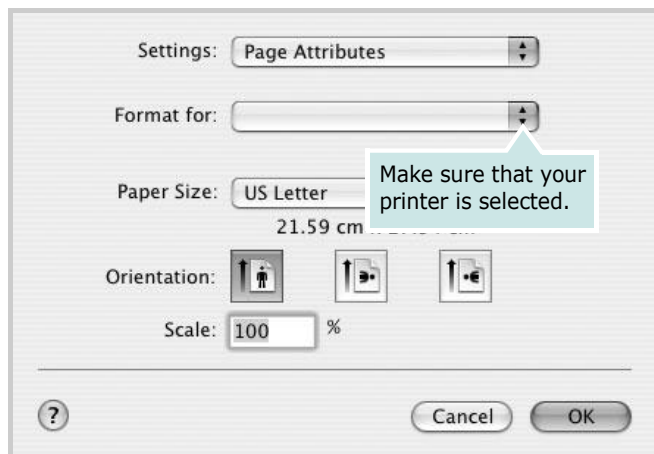 Settings: Page Attributes
Format for:
Make sure that your
printer is selected.
Paper Size: US Letter
21.59 cm
Orientation:
Scale: 100 %
? Cancel OK